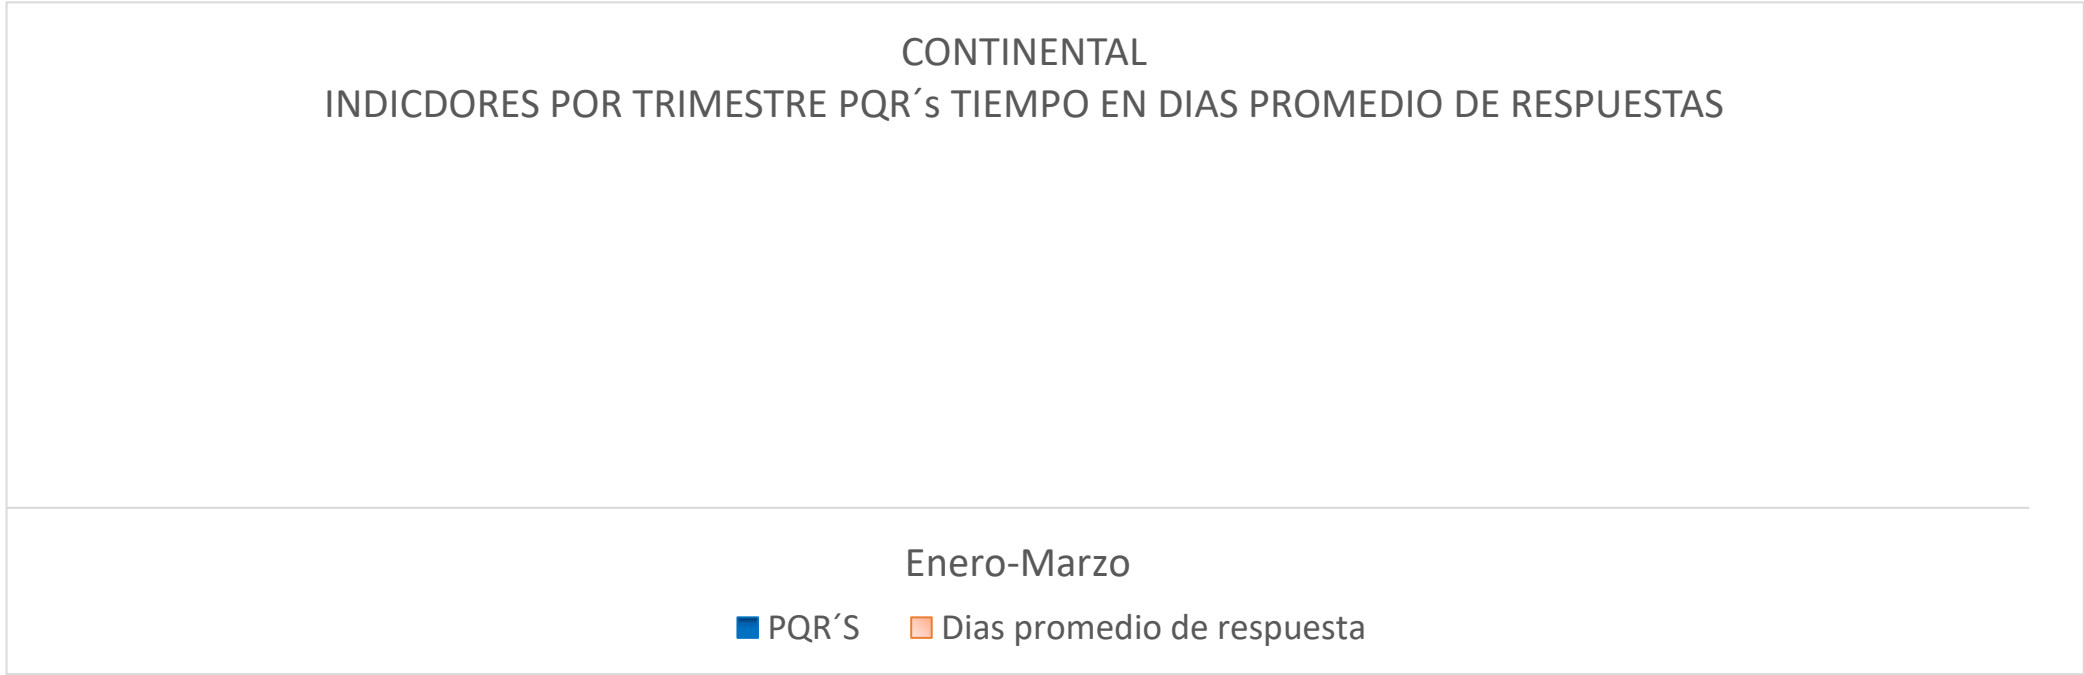 CONTINENTAL
INDICDORES POR TRIMESTRE PQR´s TIEMPO EN DIAS PROMEDIO DE RESPUESTAS
Enero-Marzo
PQR´S Dias promedio de respuesta